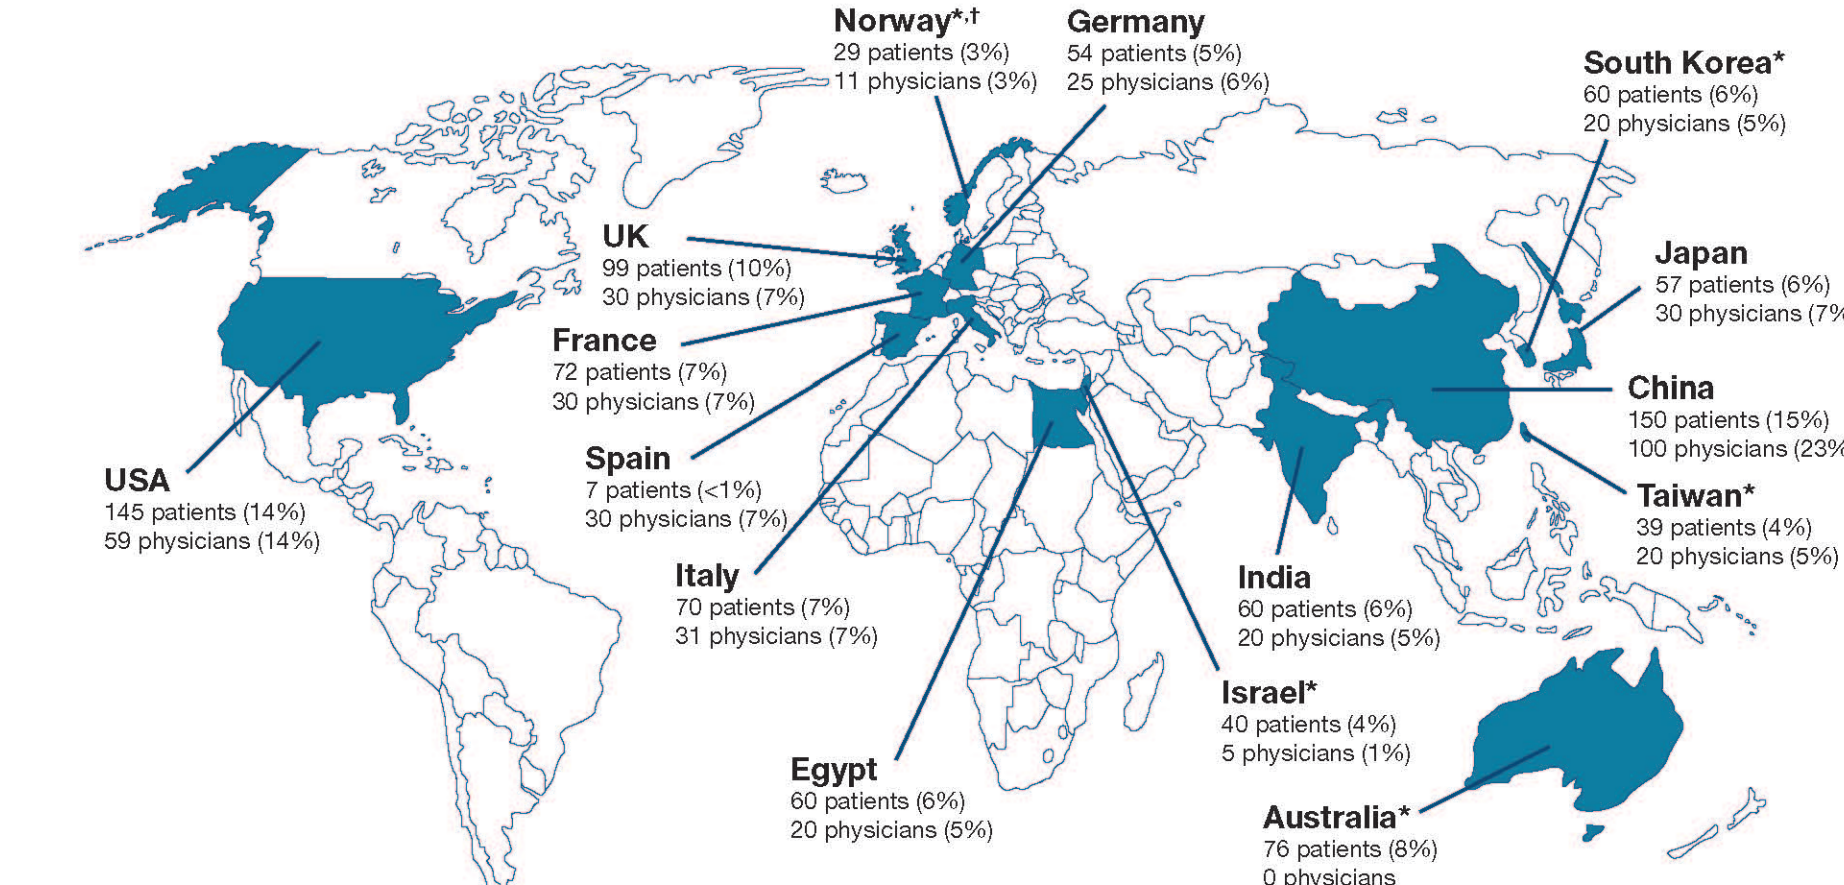 Norway*,†
29 patients (3%)
11 physicians (3%)
Germany
54 patients (5%)
25 physicians (6%)
South Korea*
60 patients (6%)
20 physicians (5%)
UK
99 patients (10%)
30 physicians (7%)
Japan
57 patients (6%)
30 physicians (7%
France
72 patients (7%)
30 physicians (7%)
China
150 patients (15%)
100 physicians (23%
Spain
7 patients (<1%)
30 physicians (7%)
USA
145 patients (14%)
59 physicians (14%)
Taiwan*
39 patients (4%)
20 physicians (5%)
Italy
70 patients (7%)
31 physicians (7%)
India
60 patients (6%)
20 physicians (5%)
Israel*
40 patients (4%)
5 physicians (1%)
Egypt
60 patients (6%)
20 physicians (5%)
Australia*
76 patients (8%)
0 physicians